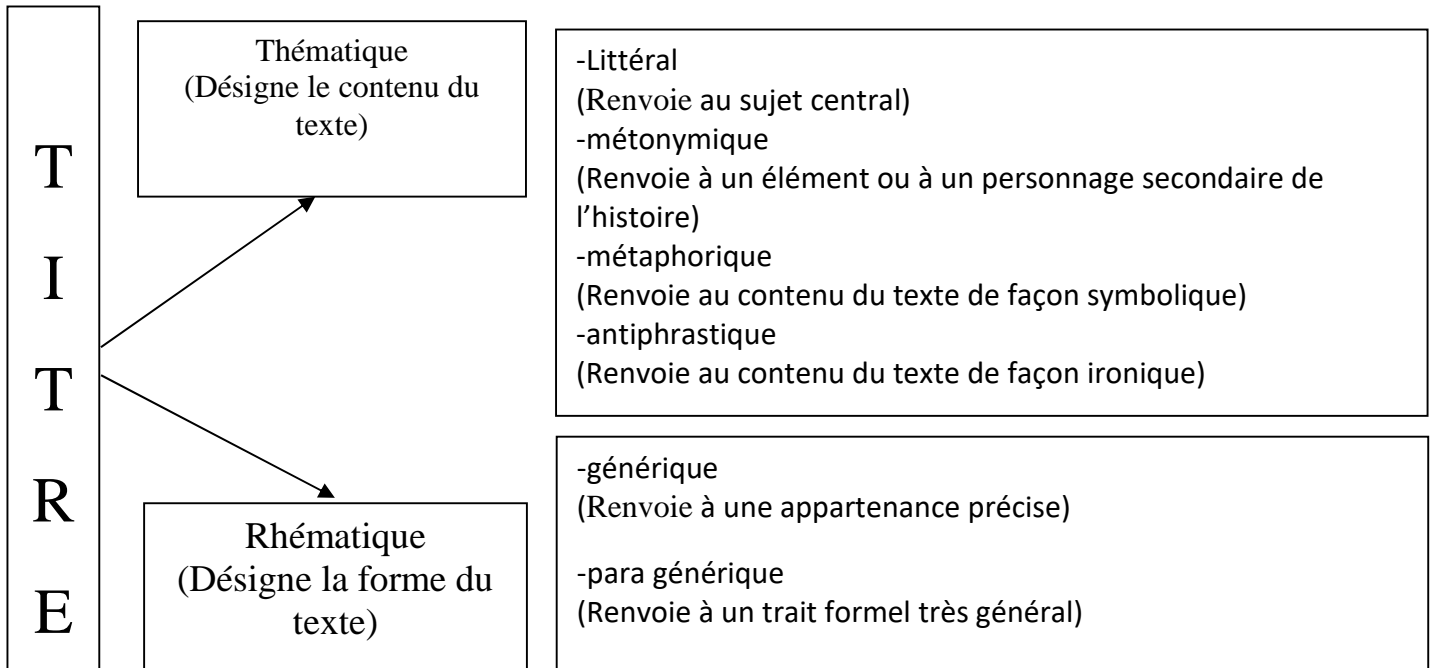 T
I
T
R
E
Thématique
(Désigne le contenu du
texte)
-Littéral
(Renvoie au sujet central)
-métonymique
(Renvoie à un élément ou à un personnage secondaire de
l’histoire)
-métaphorique
(Renvoie au contenu du texte de façon symbolique)
-antiphrastique
(Renvoie au contenu du texte de façon ironique)
Rhématique
(Désigne la forme du
texte)
-générique
(Renvoie à une appartenance précise)
-para générique
(Renvoie à un trait formel très général)